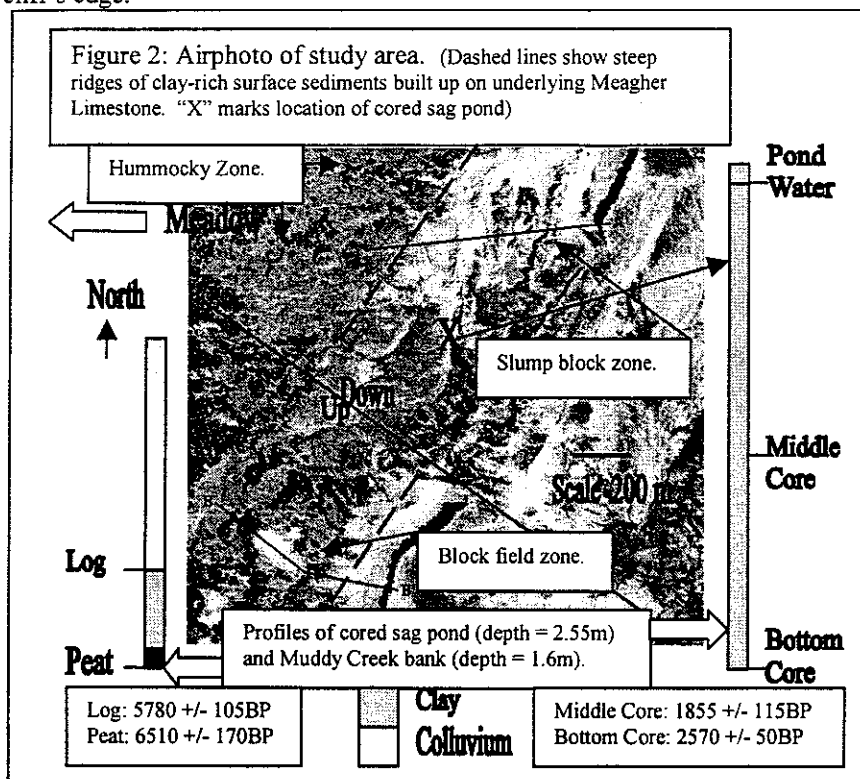 cliff's edge.
Figure 2: Airphoto of study area. (Dashed lines show steep
ridges of clay-rich surface sediments built up on underlying Meagher
Limestone. "X" marks location of cored sag pond)
Hummocky Zone.
Meadow
North
Pond
Water
X
Slump block zone.
Up
Down
Middle
Core
Scale-200 m
Log
Block field zone.
Profiles of cored sag pond (depth = 2.55m)
and Muddy Creek bank (depth = 1.6m).
Peat
Bottom
Core
Log: 5780 +/- 105BP
Peat: 6510 +/- 170BP
Clay
Colluvium
Middle Core: 1855 +/- 115BP
Bottom Core: 2570 +/- 50BP